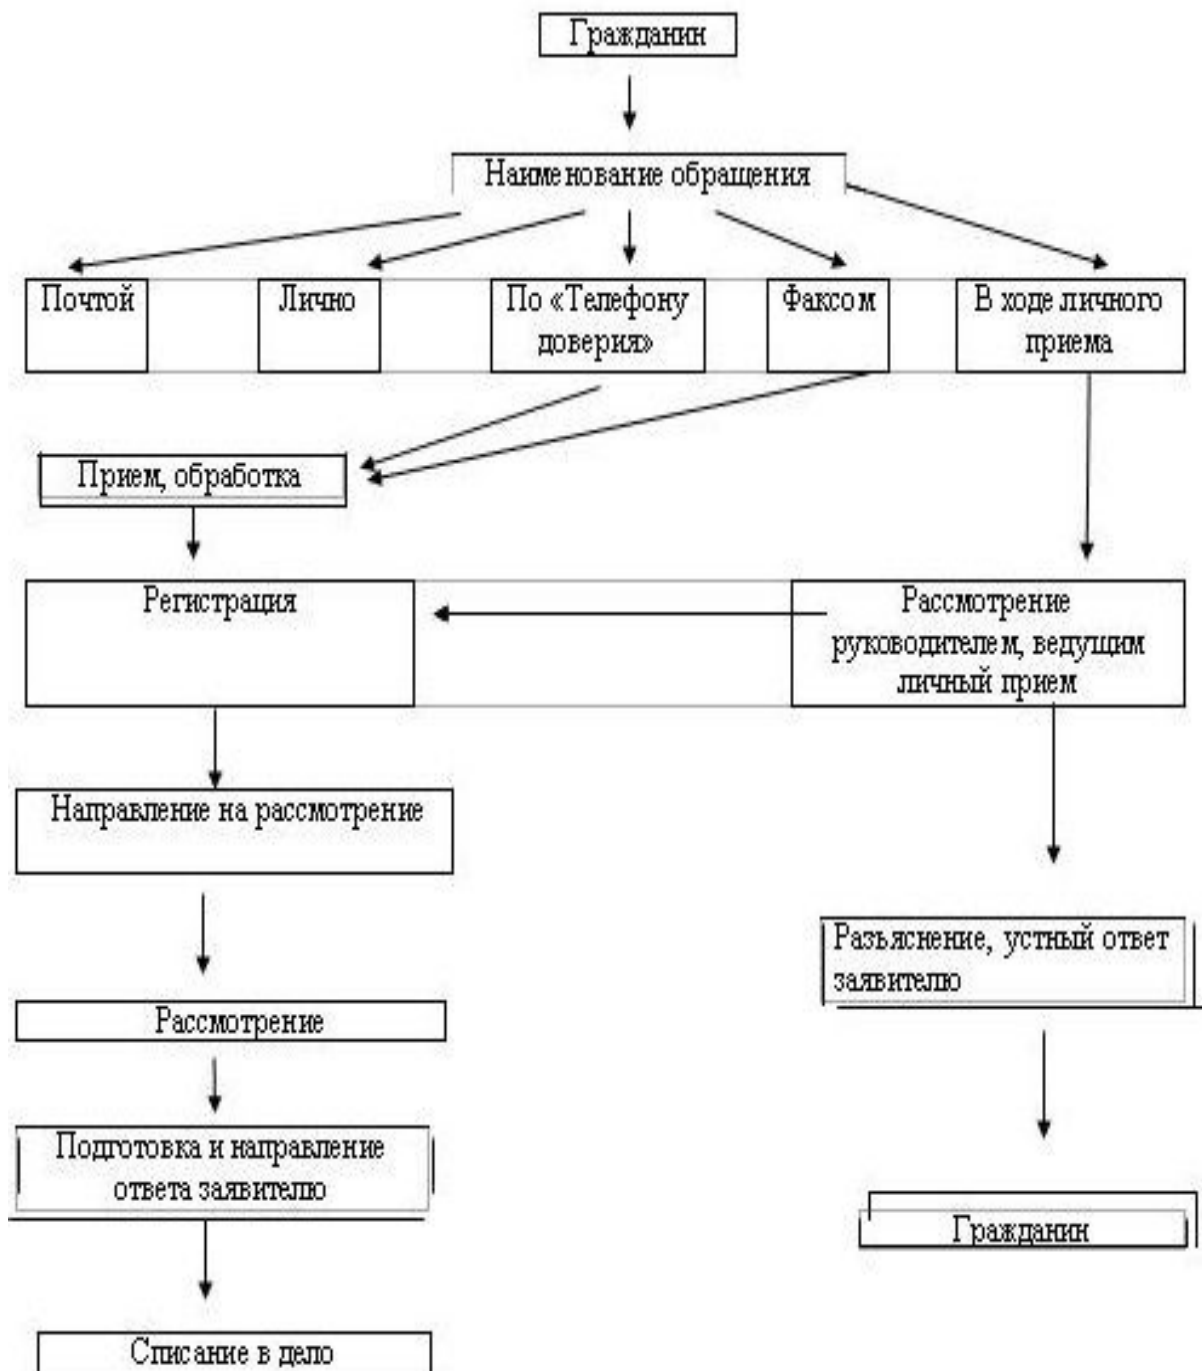 Гражданин
Наименование обращения
Почтой
Лично
По «Телефону
доверия»
Факсом
В ходе личного
приема
Прием, обработка
Регистрация
Рассмотрение
руководителем, ведущим
личный прием
Направление на рассмотрение
Разъяснение, устный ответ
заявителю
Рассмотрение
Подготовка и направление
ответа заявителю
Гражданин
Списание в дело